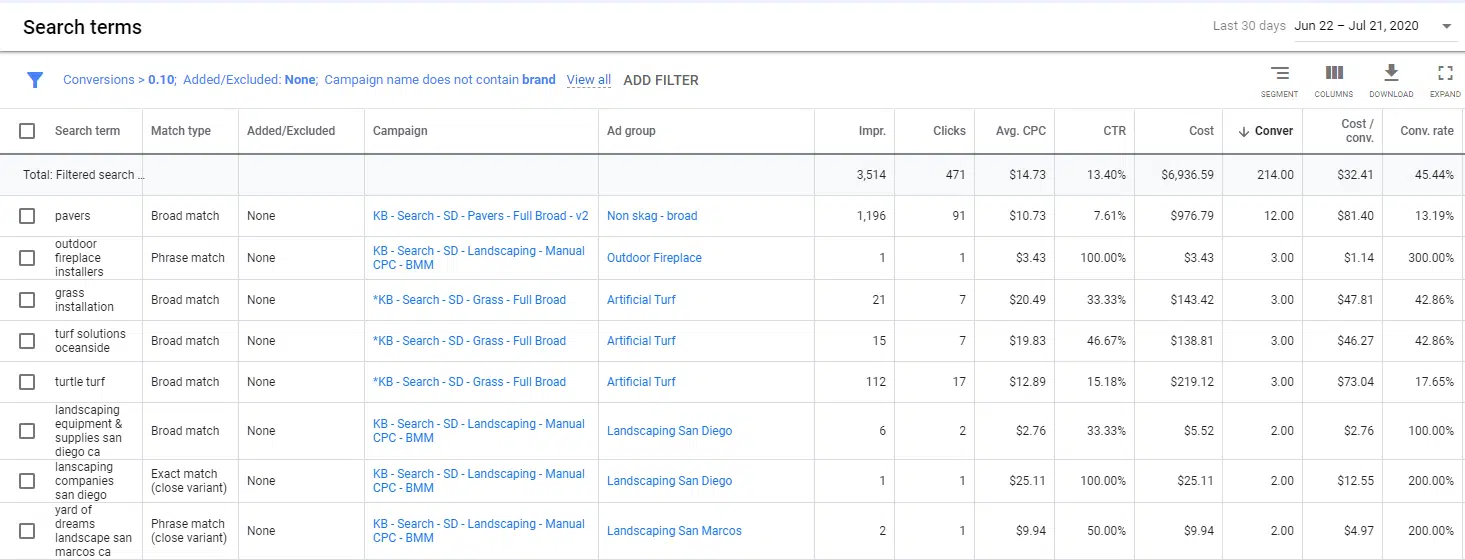 Search terms
Last 30 days Jun 22 – Jul 21, 2020
Conversions > 0.10; Added/Excluded: None; Campaign name does not contain brand View all ADD FILTER
SEGMENT COLUMNS DOWNLOAD EXPAND
Search term Match type Added/Excluded Campaign Ad group Impr. Clicks Avg. CPC CTR Cost Conver Cost / conv. Conv. rate
Total: Filtered search ... 3,514 471 $14.73 13.40% $6,936.59 214.00 $32.41 45.44%
pavers Broad match None KB - Search - SD - Pavers - Full Broad - v2 Non skag - broad 1,196 91 $10.73 7.61% $976.79 12.00 $81.40 13.19%
outdoor
fireplace
installers
Phrase match None
KB - Search - SD - Landscaping - Manual
CPC - BMM
Outdoor Fireplace 1 1 $3.43 100.00% $3.43 3.00 $1.14 300.00%
grass
installation
Broad match None *KB - Search - SD - Grass - Full Broad Artificial Turf 21 7 $20.49 33.33% $143.42 3.00 $47.81 42.86%
turf solutions
oceanside
Broad match None *KB - Search - SD - Grass - Full Broad Artificial Turf 15 7 $19.83 46.67% $138.81 3.00 $46.27 42.86%
turtle turf Broad match None *KB - Search - SD - Grass - Full Broad Artificial Turf 112 17 $12.89 15.18% $219.12 3.00 $73.04 17.65%
landscaping
equipment &
supplies san
diego ca
Broad match None
KB - Search - SD - Landscaping - Manual
CPC - BMM
Landscaping San Diego 6 2 $2.76 33.33% $5.52 2.00 $2.76 100.00%
lanscaping
companies
san diego
Exact match
(close variant)
None
KB - Search - SD - Landscaping - Manual
CPC - BMM
Landscaping San Diego 1 1 $25.11 100.00% $25.11 2.00 $12.55 200.00%
yard of
dreams
landscape san
marcos ca
Phrase match
(close variant)
None
KB - Search - SD - Landscaping - Manual
CPC - BMM
Landscaping San Marcos 2 1 $9.94 50.00% $9.94 2.00 $4.97 200.00%